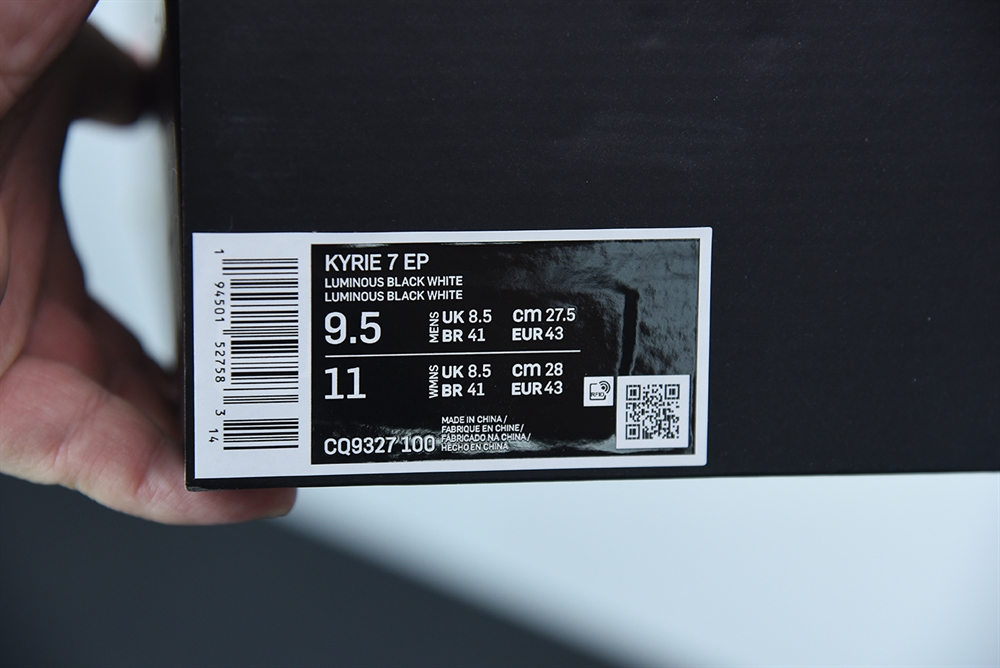 1 94501 52758 3 14
KYRIE 7 EP
LUMINOUS BLACK WHITE
LUMINOUS BLACK WHITE
9.5 MENS UK 8.5 cm 27.5
BR 41 EUR 43
11 WMNS UK 8.5 cm 28
BR 41 EUR 43
RFID
MADE IN CHINA /
FABRIQUE EN CHINE/
FABRICADO NA CHINA/
HECHO EN CHINA
CQ9327 100